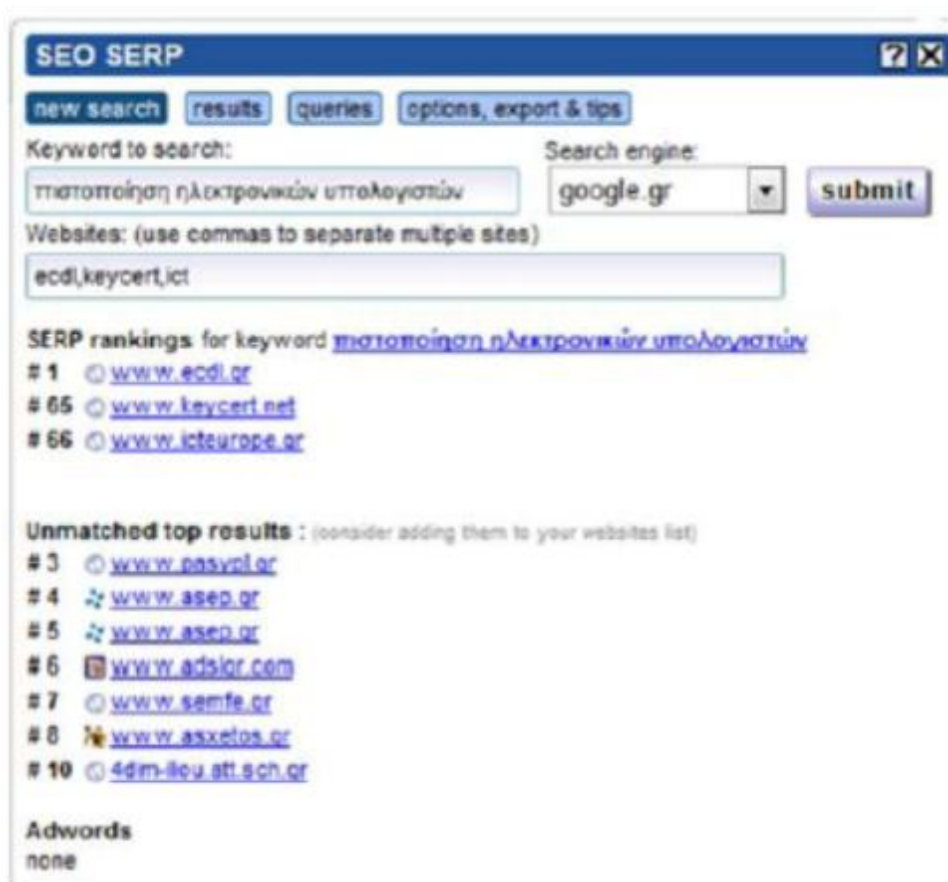 SEO SERP ? X
new search results queries options, export & tips
Keyword to search: Search engine:
πιστοποίηση ηλεκτρονικών υπολογιστών google.gr submit
Websites: (use commas to separate multiple sites)
ecdl,keycert,ict
SERP rankings for keyword πιστοποίηση ηλεκτρονικών υπολογιστών
# 1 www.ecdl.gr
# 65 www.keycert.net
# 66 www.icteurope.gr
Unmatched top results : (consider adding them to your websites list)
# 3 www.pasypl.gr
# 4 www.asep.gr
# 5 www.asep.gr
# 6 www.adslgr.com
# 7 www.semfe.gr
# 8 www.asxetos.gr
# 10 4dim-iliou.att.sch.gr
Adwords
none